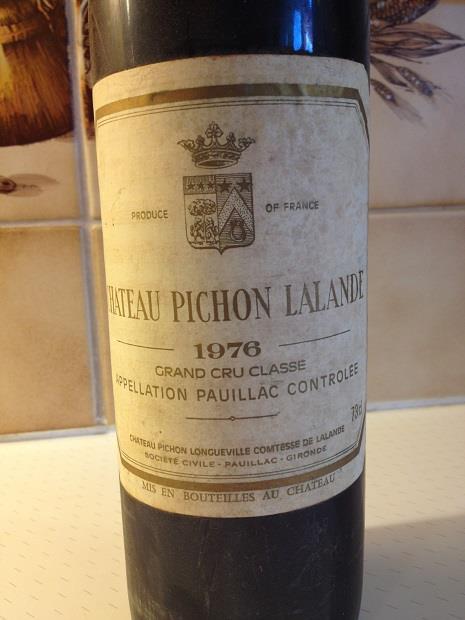 PRODUCE OF FRANCE
CHATEAU PICHON LALANDE
1976
GRAND CRU CLASSE
APPELLATION PAUILLAC CONTROLEE
73cl
CHATEAU PICHON LONGUEVILLE COMTESSE DE LALANDE
SOCIÉTÉ CIVILE - PAUILLAC - GIRONDE
MIS EN BOUTEILLES AU CHATEAU